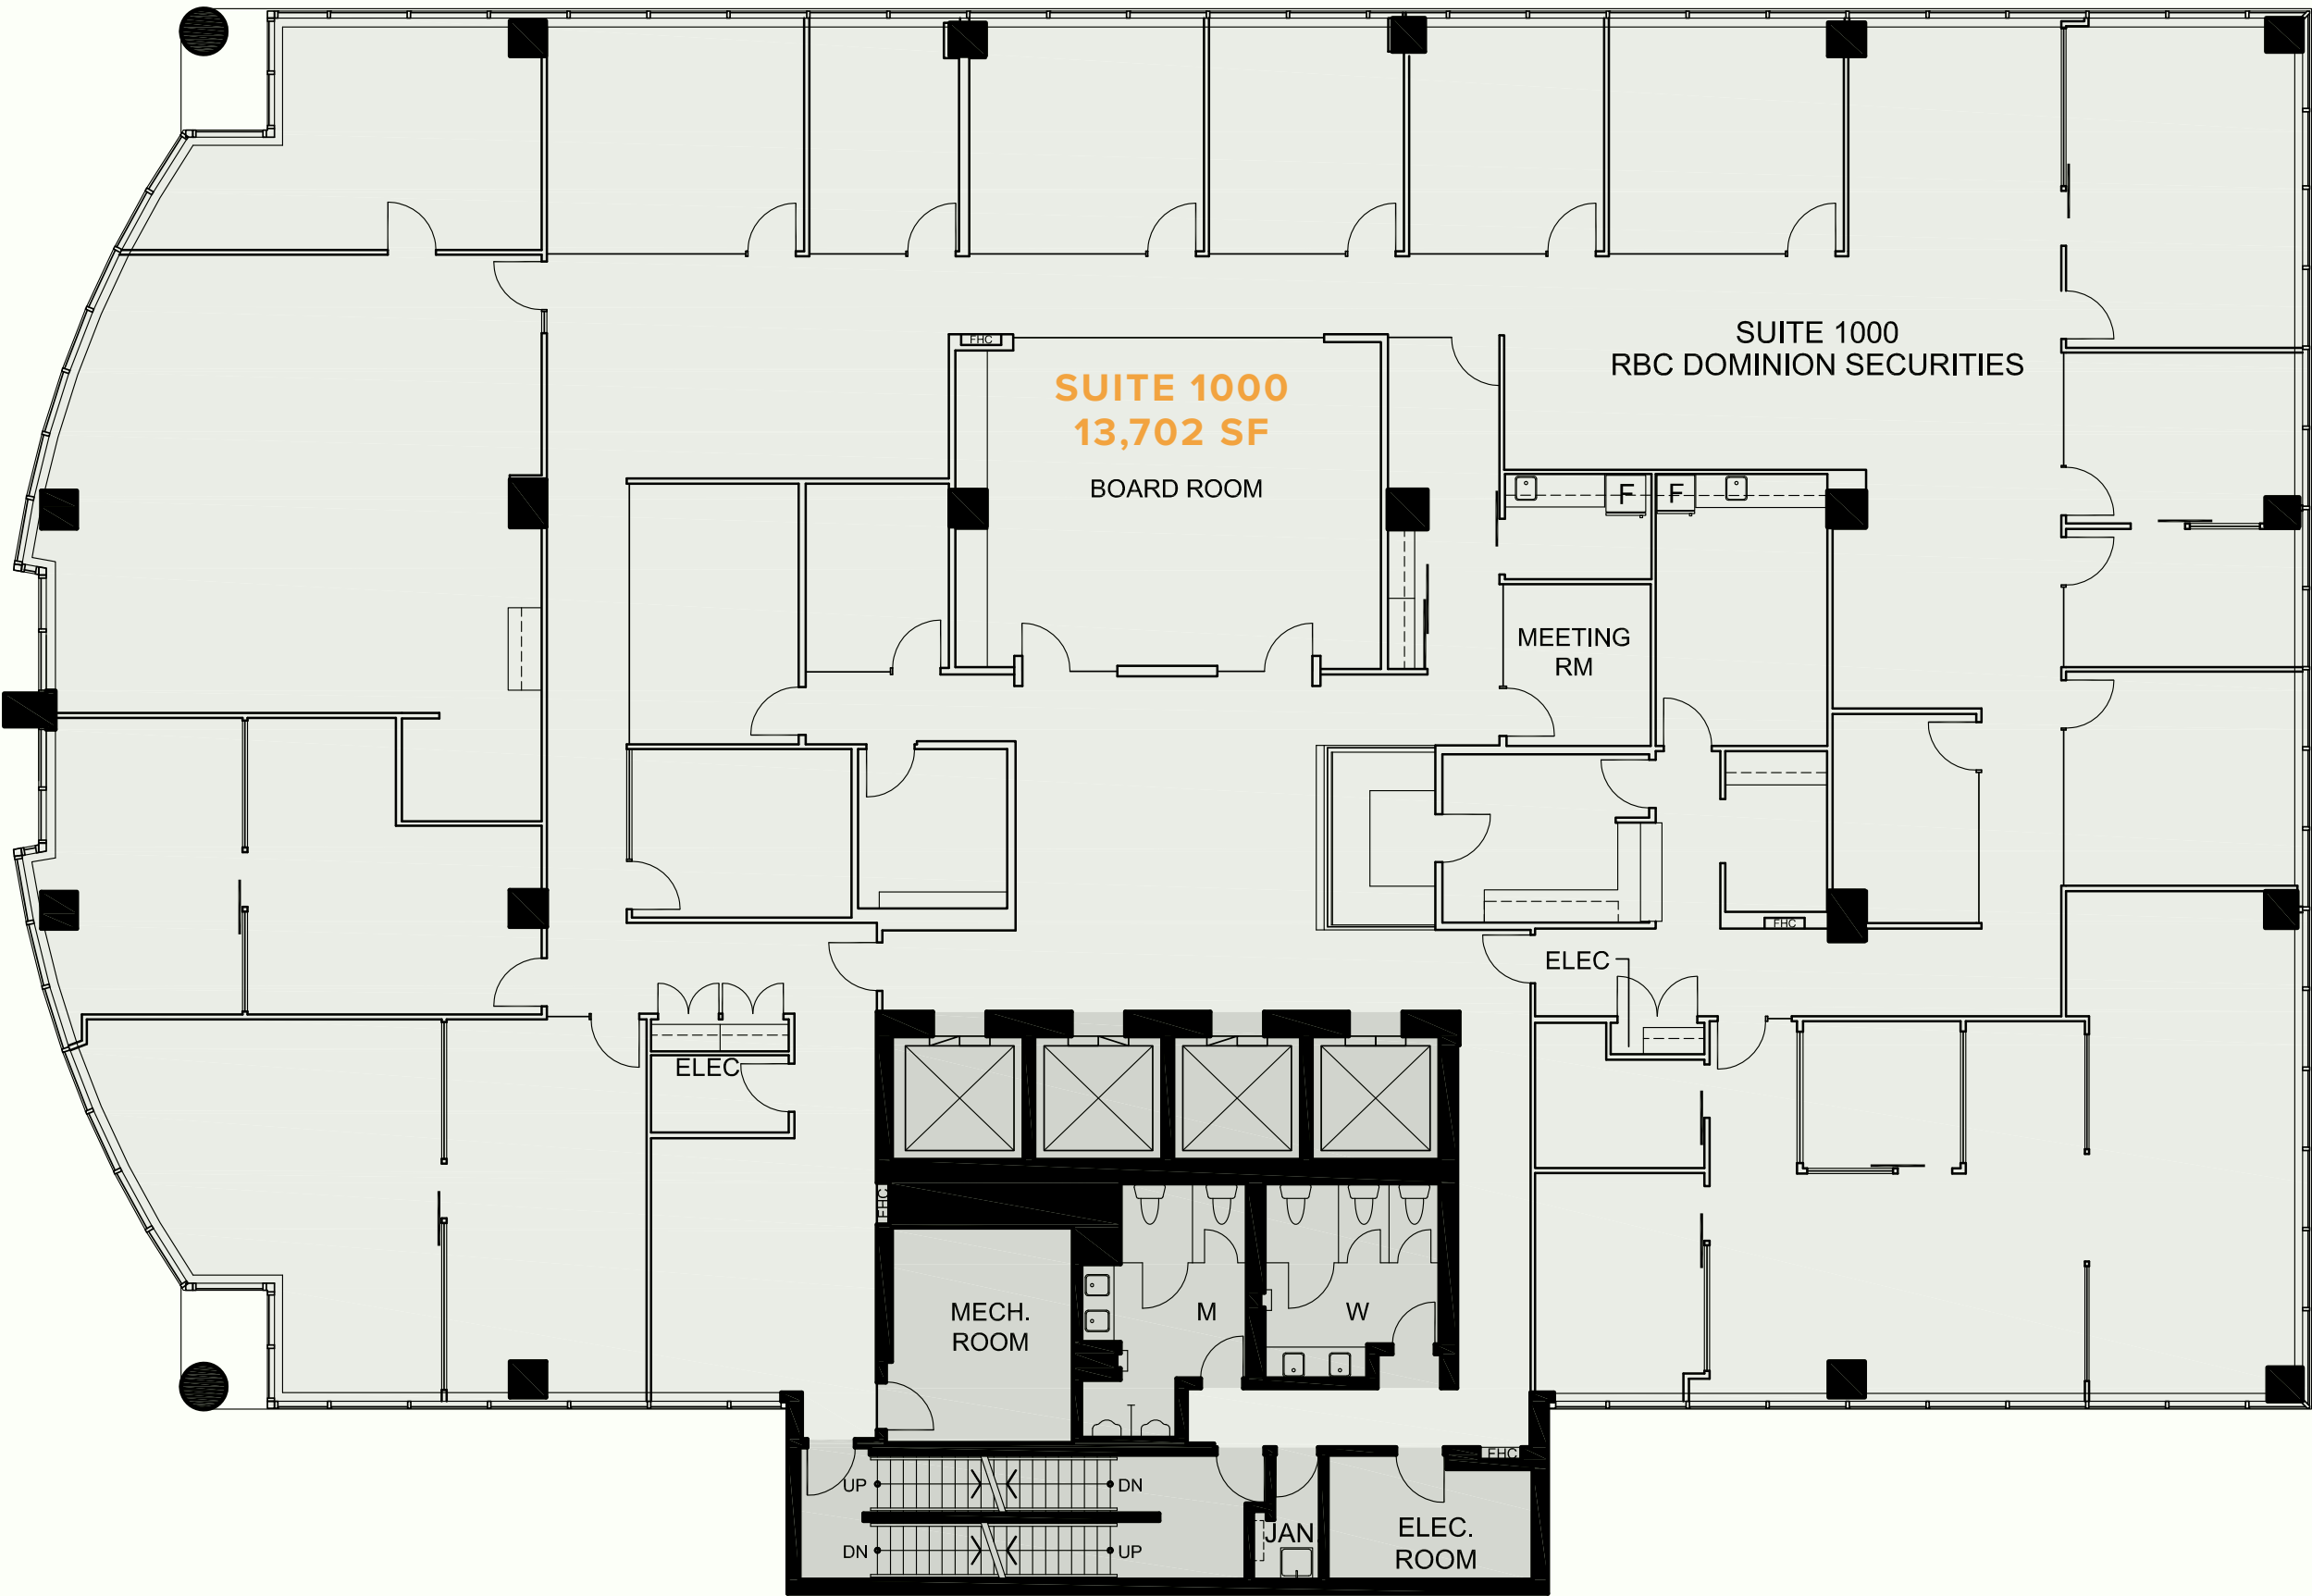 FHC
SUITE 1000
RBC DOMINION SECURITIES
SUITE 1000
13,702 SF
BOARD ROOM
F
F
MEETING
RM
FHC
ELEC
ELEC
FHC
MECH.
ROOM
M
W
FHC
UP
DN
DN
UP
JAN
ELEC.
ROOM